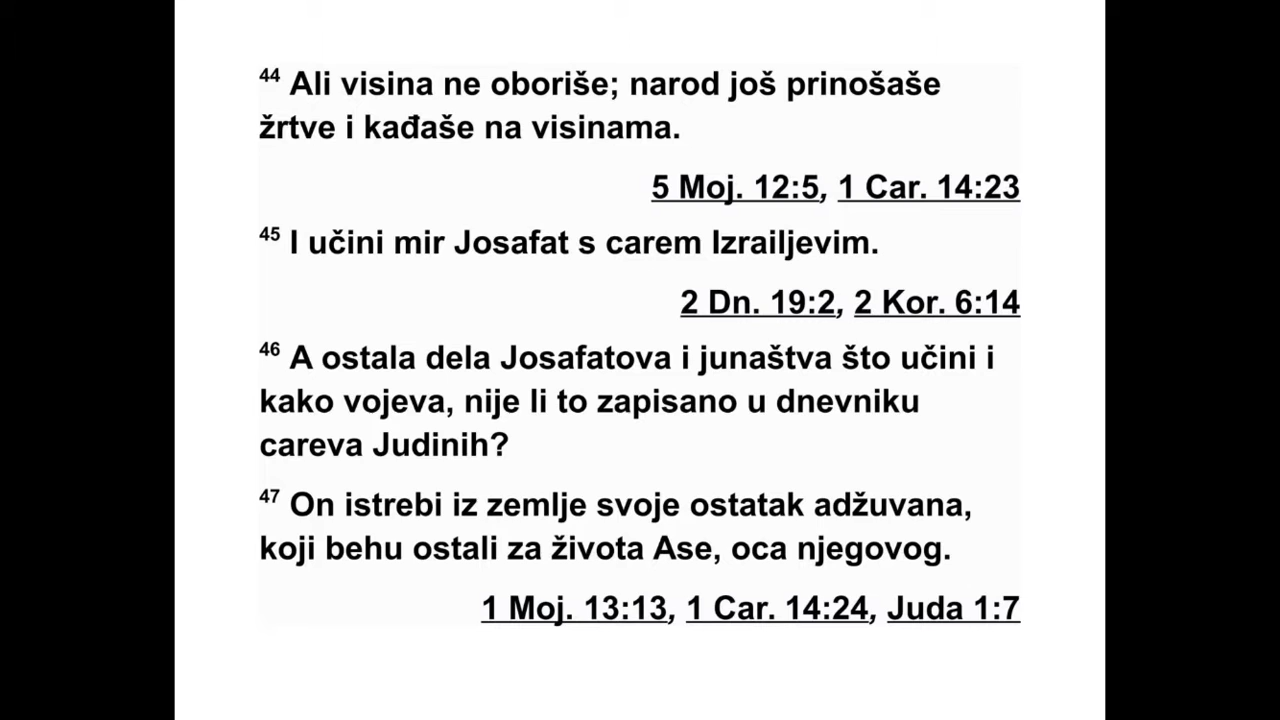 44 Ali visina ne oboriše; narod još prinošaše
žrtve i kađaše na visinama.
5 Moj. 12:5, 1 Car. 14:23
45 I učini mir Josafat s carem Izrailjevim.
2 Dn. 19:2, 2 Kor. 6:14
46 A ostala dela Josafatova i junaštva što učini i
kako vojeva, nije li to zapisano u dnevniku
careva Judinih?
47 On istrebi iz zemlje svoje ostatak adžuvana,
koji behu ostali za života Ase, oca njegovog.
1 Moj. 13:13, 1 Car. 14:24, Juda 1:7